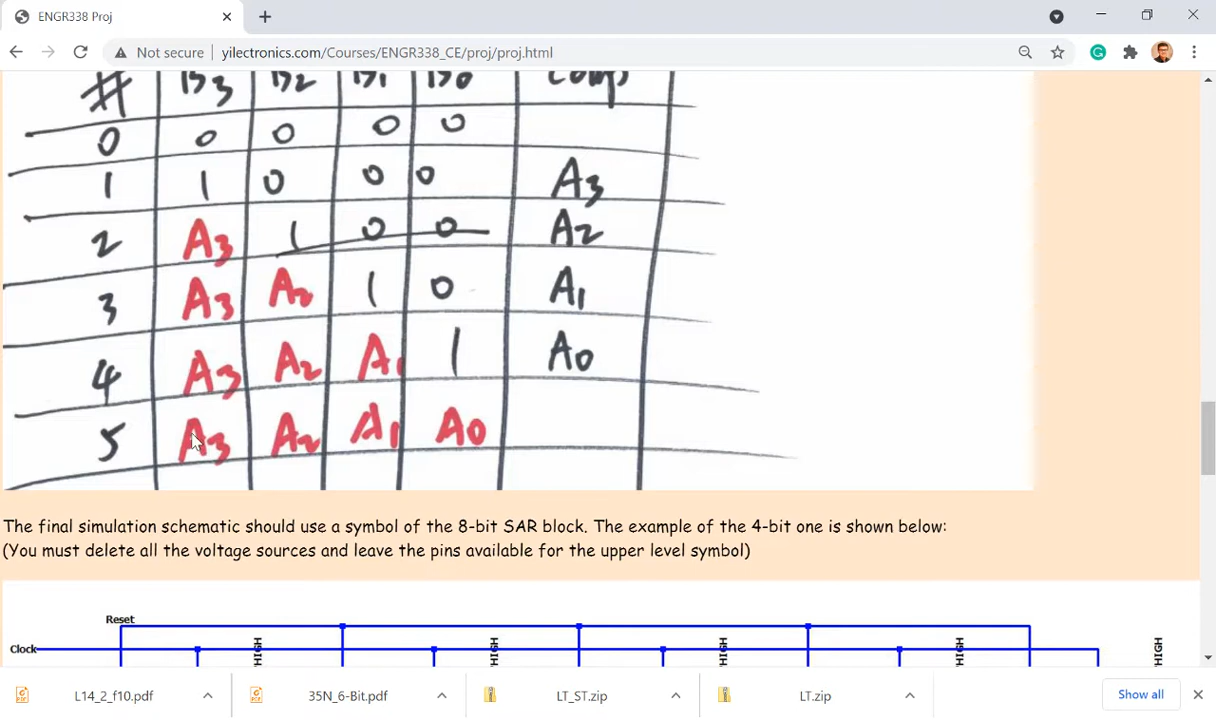 ENGR338 Proj
Not secure | yilectronics.com/Courses/ENGR338_CE/proj/proj.html
# B3 B2 B1 B0 Comp
0 0 0 0 0
1 1 0 0 0 A3
2 A3 1 0 0 A2
3 A3 A2 1 0 A1
4 A3 A2 A1 1 A0
5 A3 A2 A1 A0
The final simulation schematic should use a symbol of the 8-bit SAR block. The example of the 4-bit one is shown below:
(You must delete all the voltage sources and leave the pins available for the upper level symbol)
Reset
Clock
HIGH HIGH HIGH HIGH HIGH
L14_2_f10.pdf 35N_6-Bit.pdf LT_ST.zip LT.zip Show all